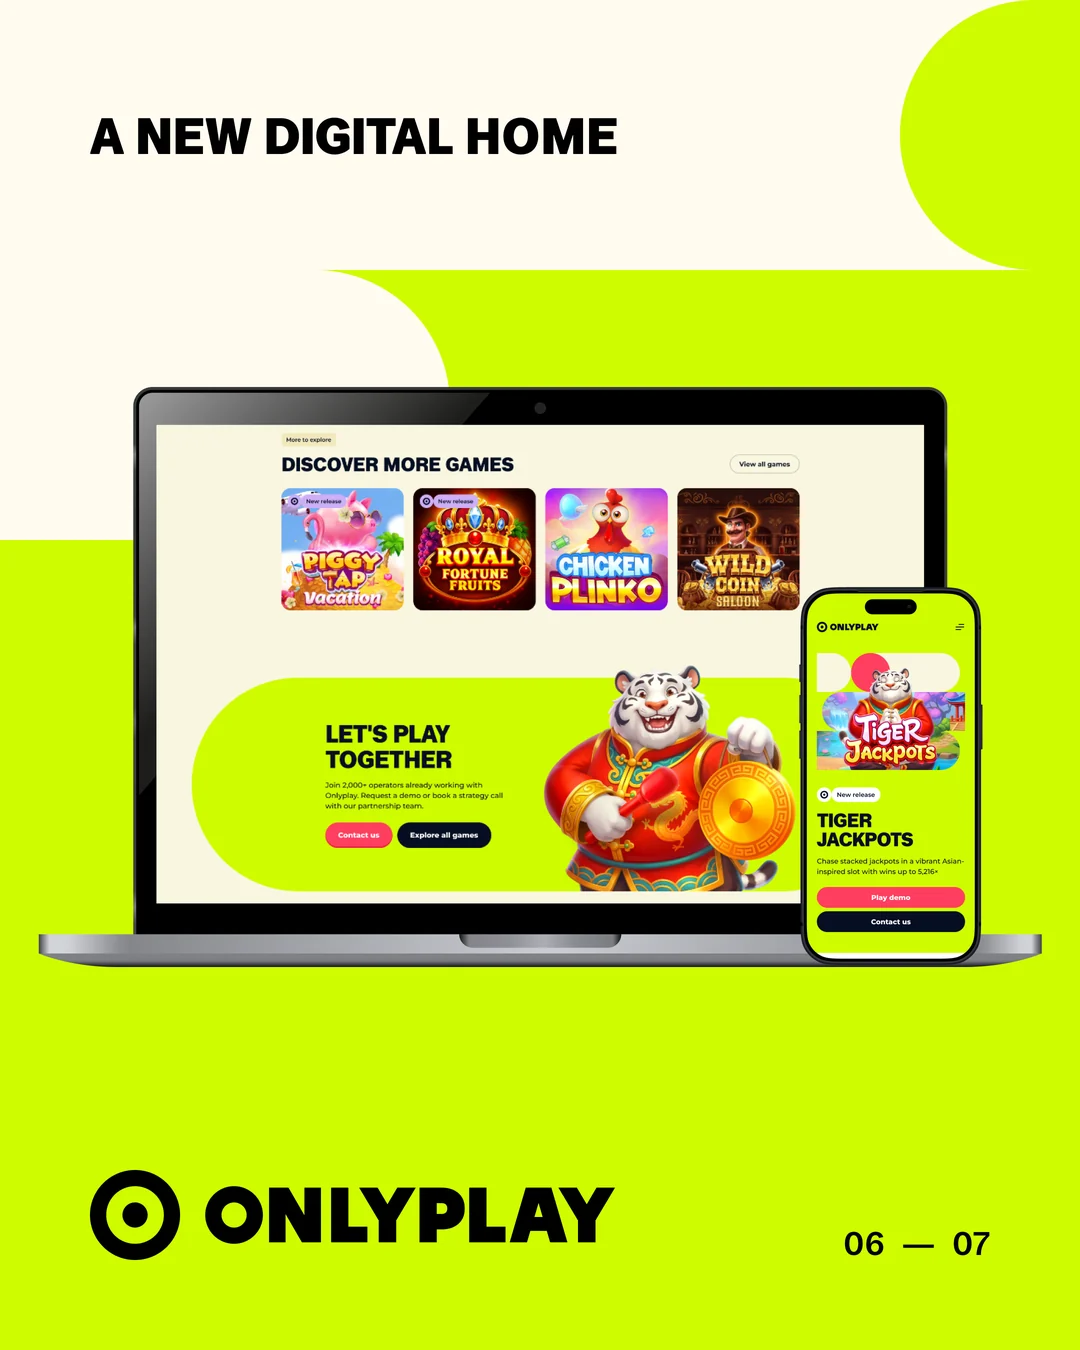 A NEW DIGITAL HOME
More to explore
DISCOVER MORE GAMES
View all games
New release
PIGGY
TAP
Vacation
New release
ROYAL
FORTUNE
FRUITS
CHICKEN
PLINKO
WILD
COIN
SALOON
LET'S PLAY
TOGETHER
Join 2,000+ operators already working with
Onlyplay. Request a demo or book a strategy call
with our partnership team.
Contact us
Explore all games
ONLYPLAY
TIGER
JACKPOTS
New release
TIGER
JACKPOTS
Chase stacked jackpots in a vibrant Asian-
inspired slot with wins up to 5,216×
Play demo
Contact us
ONLYPLAY
06 — 07